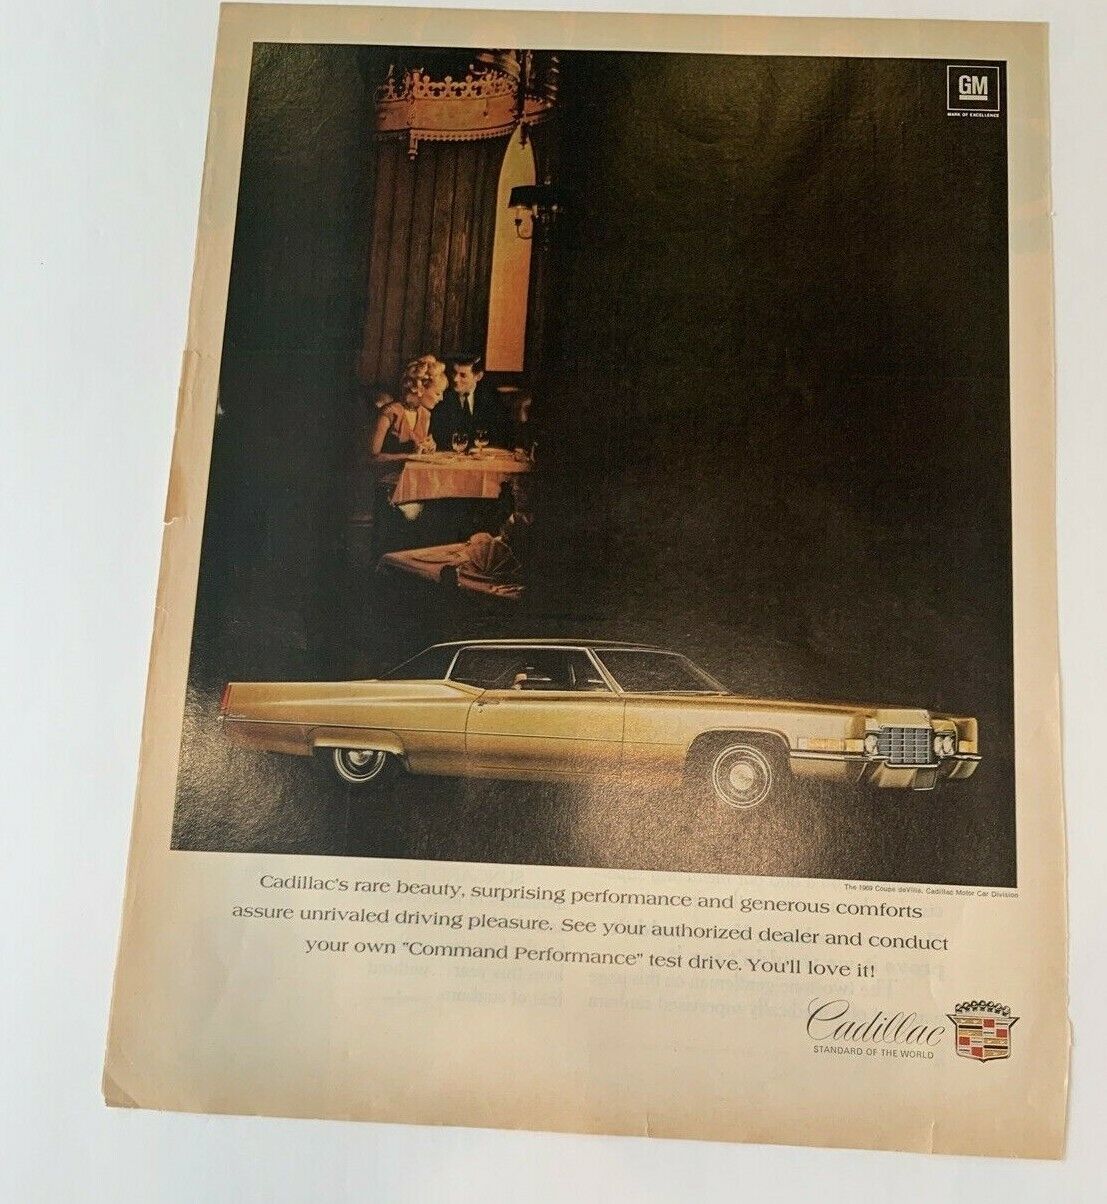 GM
MARK OF EXCELLENCE
The 1969 Coupe deVille, Cadillac Motor Car Division
Cadillac's rare beauty, surprising performance and generous comforts
assure unrivaled driving pleasure. See your authorized dealer and conduct
your own "Command Performance" test drive. You'll love it!
Cadillac
STANDARD OF THE WORLD